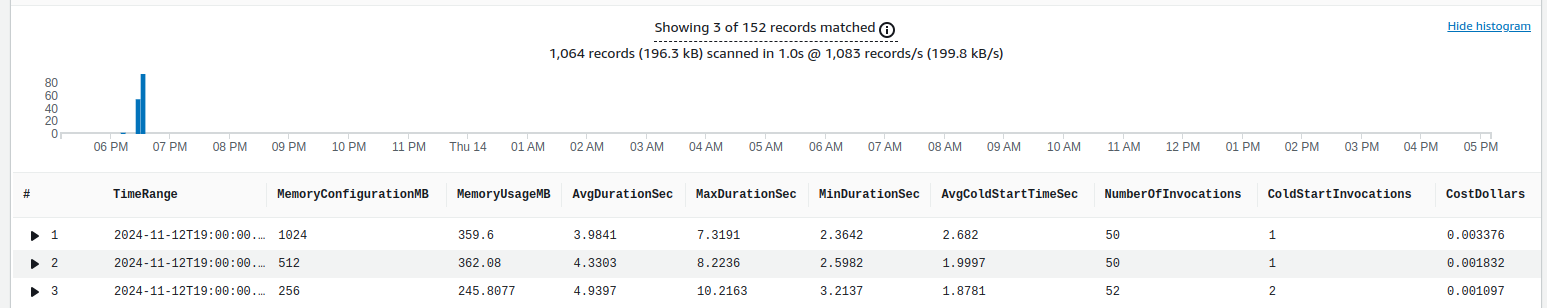 Showing 3 of 152 records matched
Hide histogram
1,064 records (196.3 kB) scanned in 1.0s @ 1,083 records/s (199.8 kB/s)
80
60
40
20
0
06 PM 07 PM 08 PM 09 PM 10 PM 11 PM Thu 14 01 AM 02 AM 03 AM 04 AM 05 AM 06 AM 07 AM 08 AM 09 AM 10 AM 11 AM 12 PM 01 PM 02 PM 03 PM 04 PM 05 PM
# TimeRange MemoryConfigurationMB MemoryUsageMB AvgDurationSec MaxDurationSec MinDurationSec AvgColdStartTimeSec NumberOfInvocations ColdStartInvocations CostDollars
1 2024-11-12T19:00:00.… 1024 359.6 3.9841 7.3191 2.3642 2.682 50 1 0.003376
2 2024-11-12T19:00:00.… 512 362.08 4.3303 8.2236 2.5982 1.9997 50 1 0.001832
3 2024-11-12T19:00:00.… 256 245.8077 4.9397 10.2163 3.2137 1.8781 52 2 0.001097